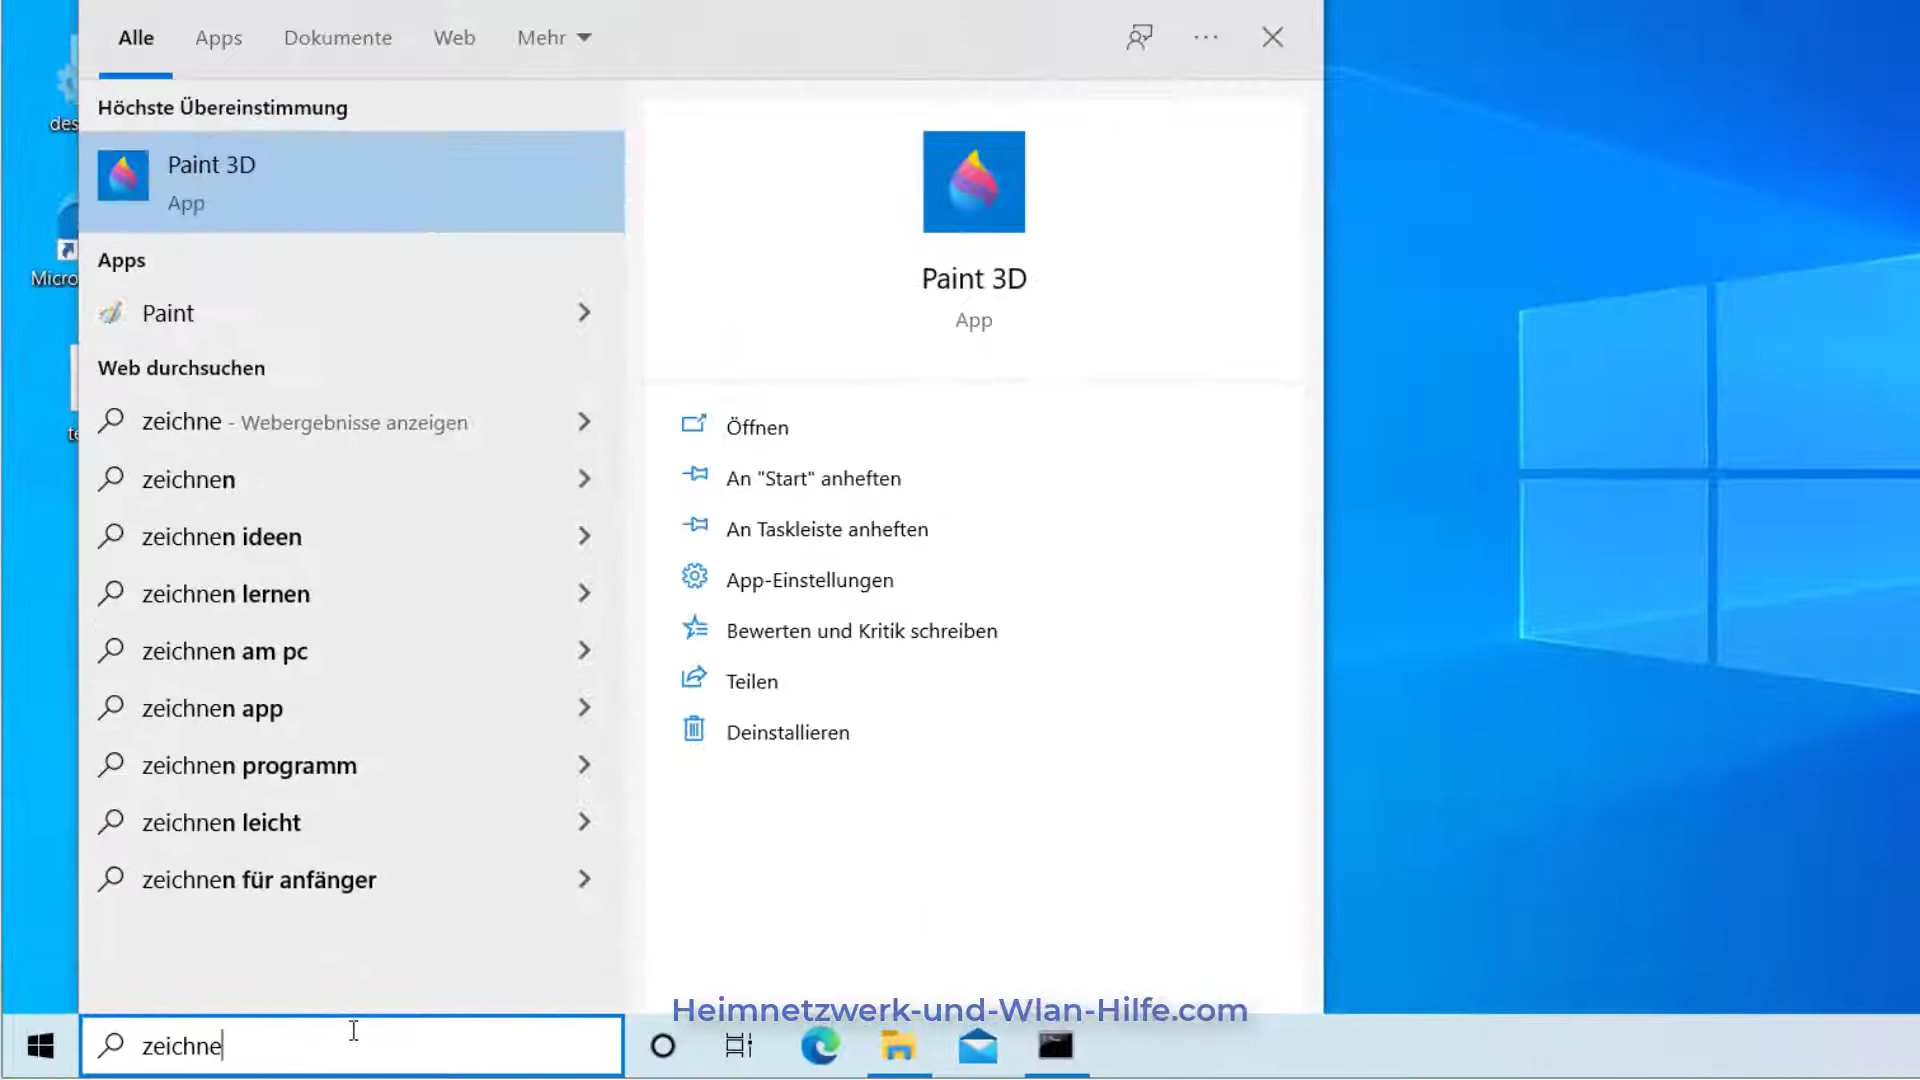 Alle Apps Dokumente Web Mehr
Höchste Übereinstimmung
Paint 3D
App
Apps
Paint
Web durchsuchen
zeichne - Webergebnisse anzeigen
zeichnen
zeichnen ideen
zeichnen lernen
zeichnen am pc
zeichnen app
zeichnen programm
zeichnen leicht
zeichnen für anfänger
Paint 3D
App
Öffnen
An "Start" anheften
An Taskleiste anheften
App-Einstellungen
Bewerten und Kritik schreiben
Teilen
Deinstallieren
des
Micro
te
Heimnetzwerk-und-Wlan-Hilfe.com
zeichne